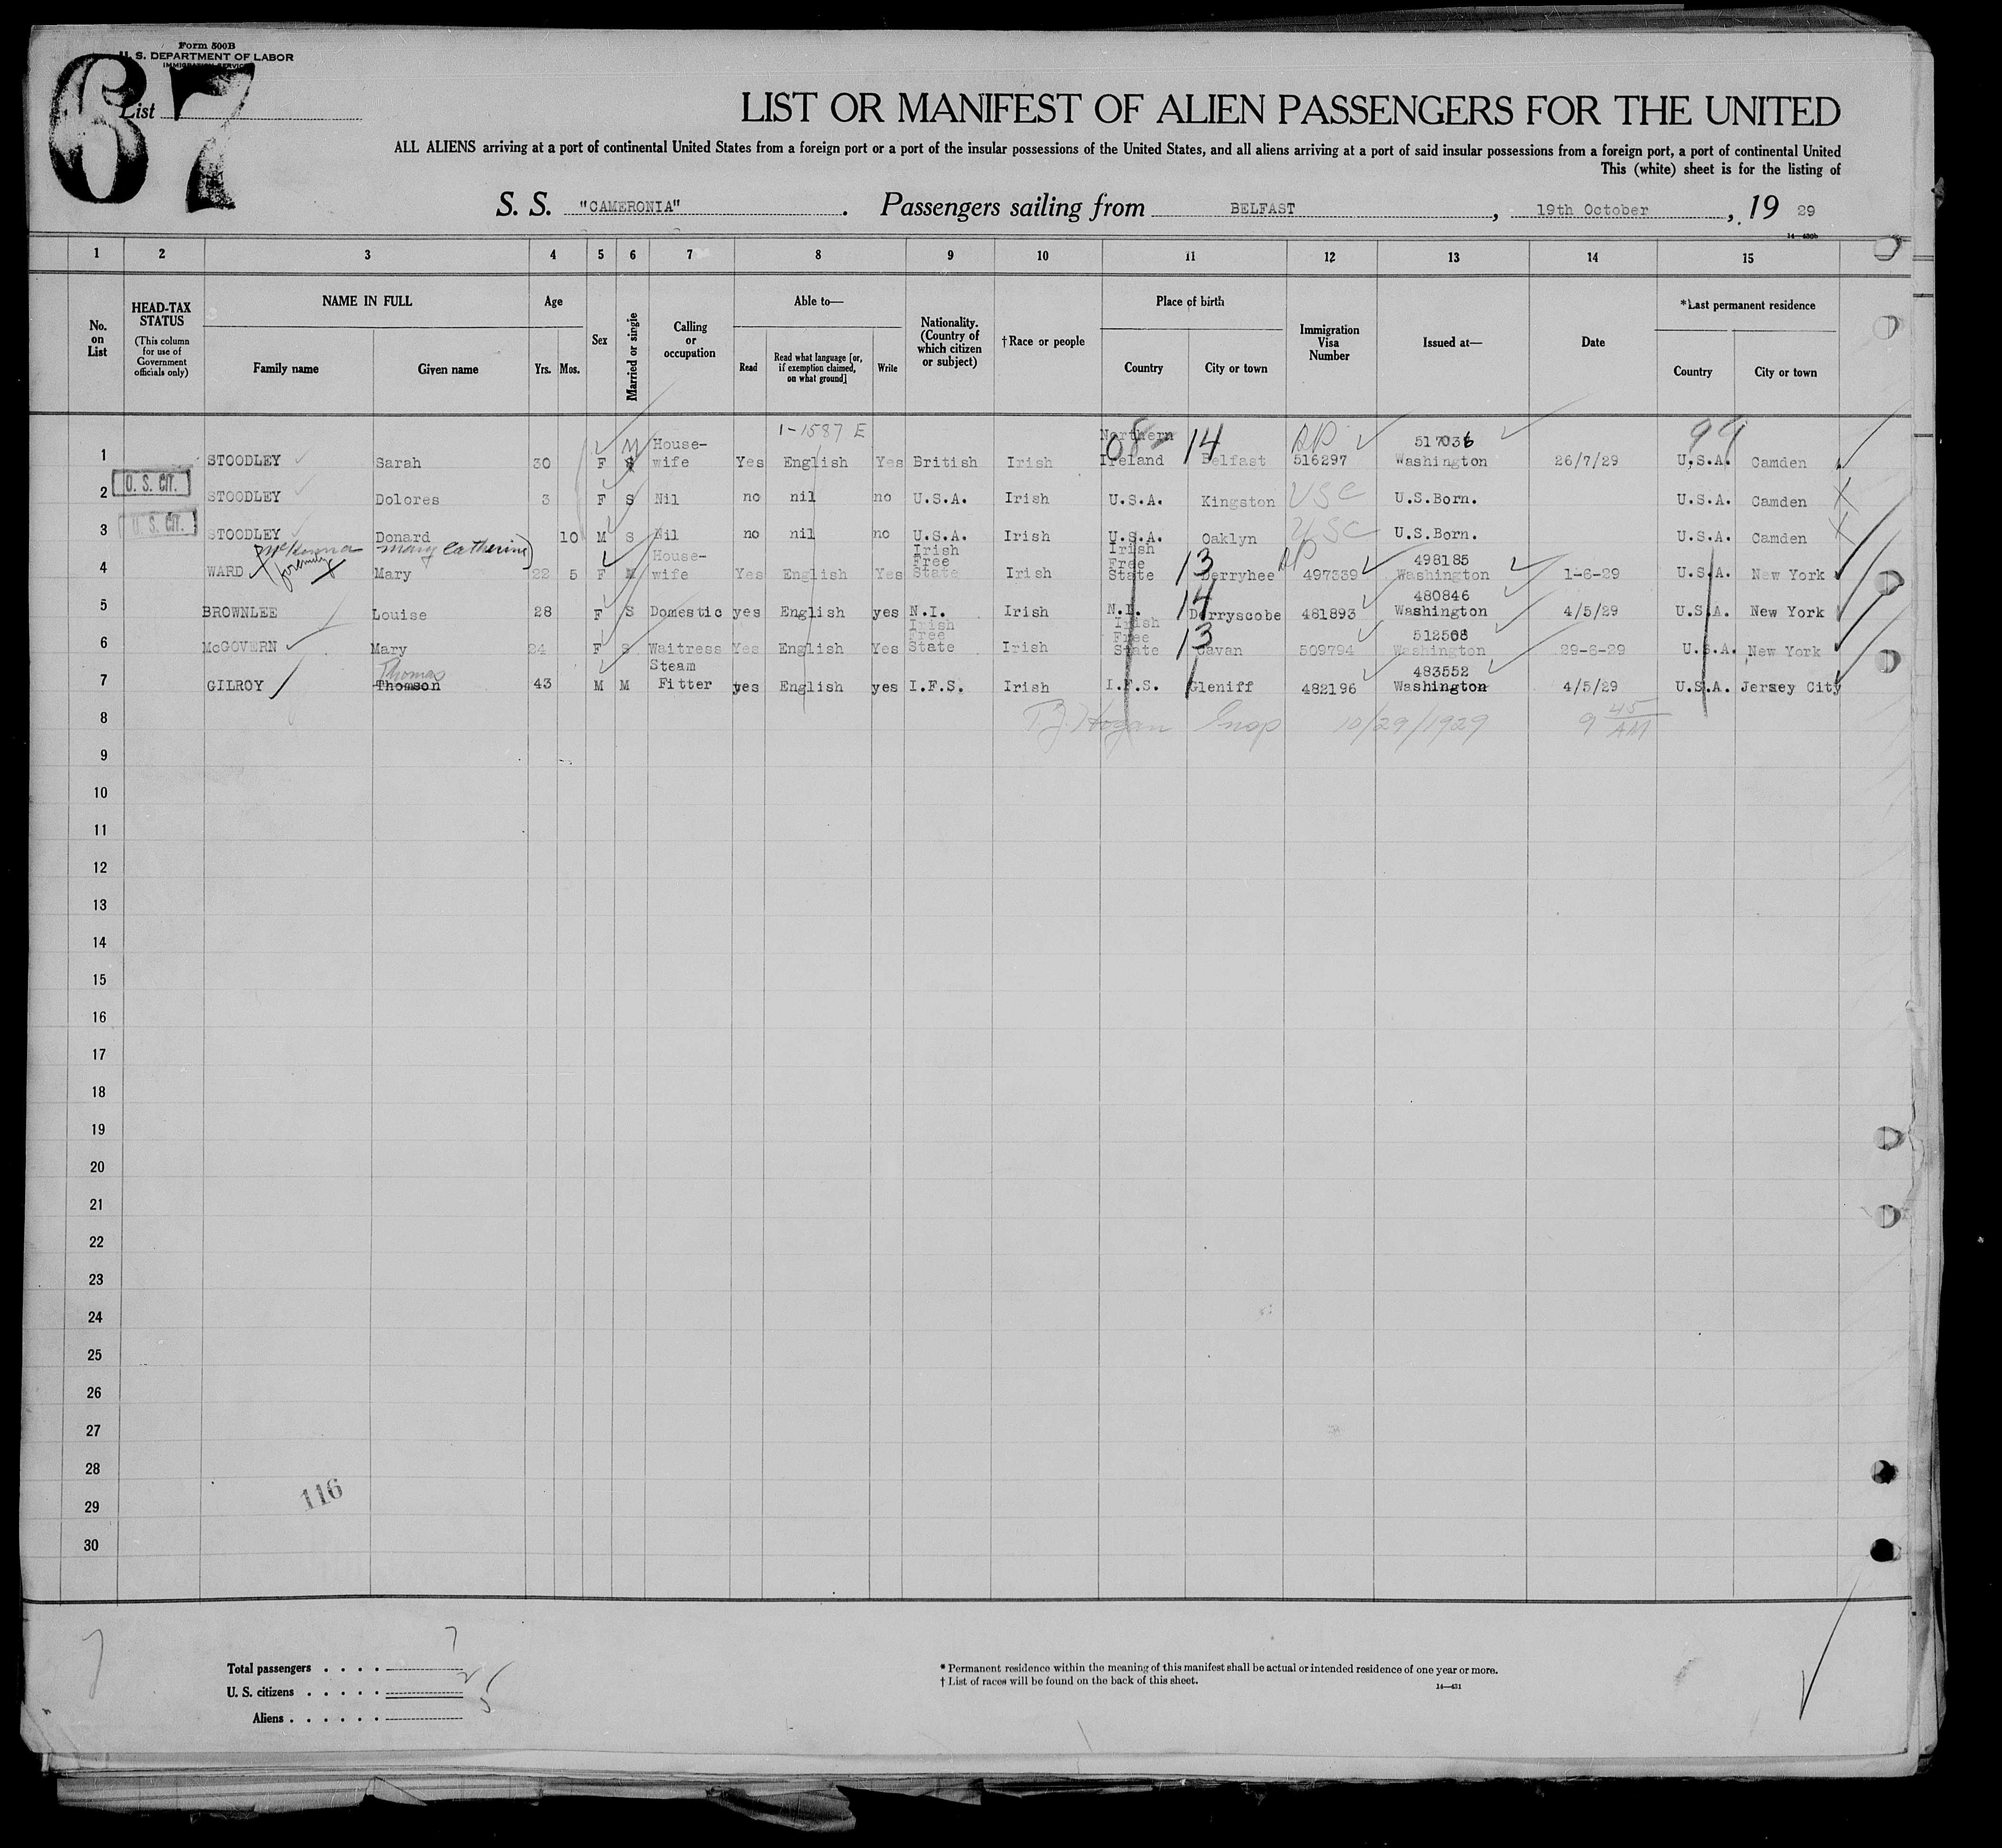 Form 500B
U. S. DEPARTMENT OF LABOR
IMMIGRATION SERVICE
List 67
LIST OR MANIFEST OF ALIEN PASSENGERS FOR THE UNITED
ALL ALIENS arriving at a port of continental United States from a foreign port or a port of the insular possessions of the United States, and all aliens arriving at a port of said insular possessions from a foreign port, a port of continental United
This (white) sheet is for the listing of
S. S. "CAMERONIA". Passengers sailing from BELFAST, 19th October, 19 29
14—430b
1 2 3 4 5 6 7 8 9 10 11 12 13 14 15
No. on List
HEAD-TAX STATUS (This column for use of Government officials only)
NAME IN FULL
Family name Given name
Age
Yrs. Mos.
Sex
Married or single
Calling or occupation
Able to—
Read Read what language [or, if exemption claimed, on what ground] Write
Nationality. (Country of which citizen or subject)
†Race or people
Place of birth
Country City or town
Immigration Visa Number
Issued at—
Date
*Last permanent residence
Country City or town
1-1587 E
08- 14 99
1 STOODLEY Sarah 30 F S M House-wife Yes English Yes British Irish Northern Ireland Belfast 516297 517036 Washington 26/7/29 U.S.A. Camden
U. S. CIT.
2 STOODLEY Dolores 3 F S Nil no nil no U.S.A. Irish U.S.A. Kingston USC U.S.Born. U.S.A. Camden
U. S. CIT.
3 STOODLEY Donard 10 M S Nil no nil no U.S.A. Irish U.S.A. Oaklyn USC U.S.Born. U.S.A. Camden
McKenna Mary Catherine)
4 WARD Mary 22 5 F M House-wife Yes English Yes Irish Free State Irish Irish Free State 13 Derryhee 497339 498185 Washington 1-6-29 U.S.A. New York
5 BROWNLEE Louise 28 F S Domestic yes English yes N.I. Irish N.I. 14 Derryscobe 481893 480846 Washington 4/5/29 U.S.A. New York
6 McGOVERN Mary 24 F S Waitress Yes English Yes Irish Free State Irish Irish Free State 13 Cavan 509794 512508 Washington 29-6-29 U.S.A. New York
Thomas
7 GILROY Thomson 43 M M Steam Fitter yes English yes I.F.S. Irish I.F.S. Gleniff 482196 483552 Washington 4/5/29 U.S.A. Jersey City
8 Hogan Insp 10/29/1929 9 45 AM
9
10
11
12
13
14
15
16
17
18
19
20
21
22
23
24
25
26
27
28
29
30
116
7
Total passengers . . . . 7
U. S. citizens . . . . . 2
Aliens . . . . . . 5
* Permanent residence within the meaning of this manifest shall be actual or intended residence of one year or more.
† List of races will be found on the back of this sheet.
14—431